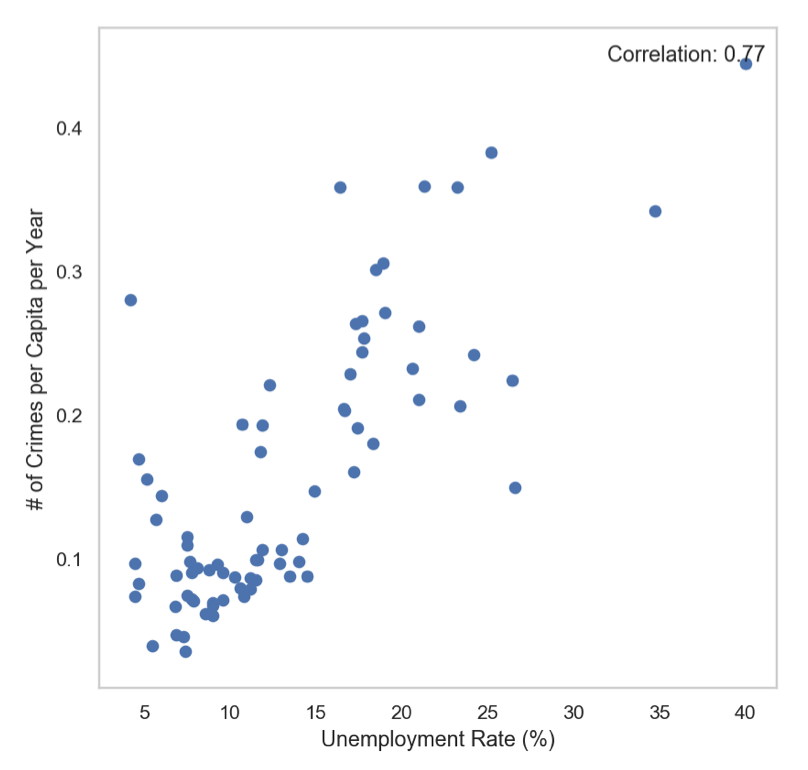 Correlation: 0.77
0.4
0.3
0.2
0.1
# of Crimes per Capita per Year
5 10 15 20 25 30 35 40
Unemployment Rate (%)